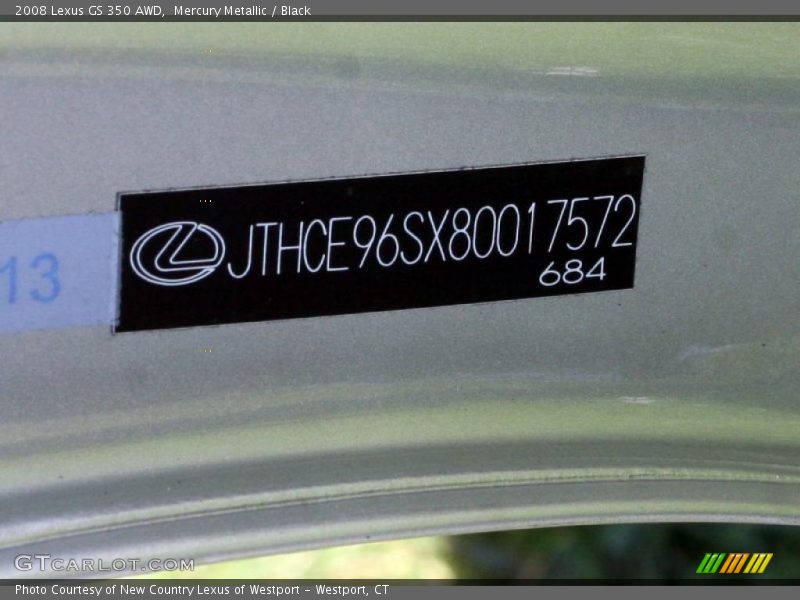 2008 Lexus GS 350 AWD, Mercury Metallic / Black
JTHCE96SX80017572
684
13
GTCARLOT.COM
Photo Courtesy of New Country Lexus of Westport - Westport, CT